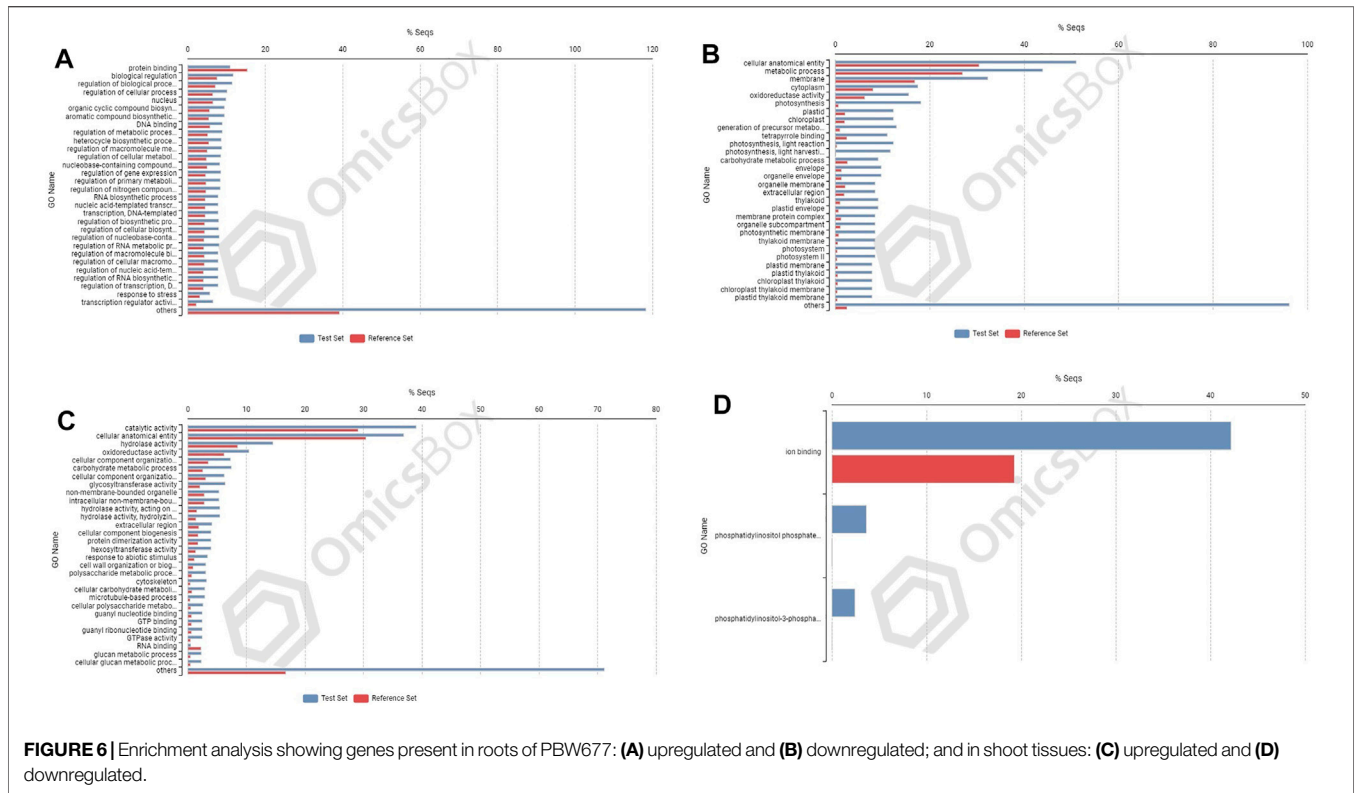 A
% Seqs
0 20 40 60 80 100 120
GO Name
protein binding
biological regulation
regulation of biological proce...
regulation of cellular process
nucleus
organic cyclic compound biosyn...
aromatic compound biosynthetic...
DNA binding
regulation of metabolic proces...
heterocycle biosynthetic proce...
regulation of macromolecule me...
regulation of cellular metabol...
nucleobase-containing compound...
regulation of gene expression
regulation of primary metaboli...
regulation of nitrogen compoun...
RNA biosynthetic process
nucleic acid-templated transcr...
transcription, DNA-templated
regulation of biosynthetic pro...
regulation of cellular biosynt...
regulation of nucleobase-conta...
regulation of RNA metabolic pr...
regulation of macromolecule bi...
regulation of cellular macromo...
regulation of nucleic acid-tem...
regulation of RNA biosynthetic...
regulation of transcription, D...
response to stress
transcription regulator activi...
others
OmicsBox
Test Set Reference Set
B
% Seqs
0 20 40 60 80 100
GO Name
cellular anatomical entity
metabolic process
membrane
cytoplasm
oxidoreductase activity
photosynthesis
plastid
chloroplast
generation of precursor metabo...
tetrapyrrole binding
photosynthesis, light reaction
photosynthesis, light harvesti...
carbohydrate metabolic process
envelope
organelle envelope
organelle membrane
extracellular region
thylakoid
plastid envelope
membrane protein complex
organelle subcompartment
photosynthetic membrane
thylakoid membrane
photosystem
photosystem II
plastid membrane
plastid thylakoid
chloroplast thylakoid
chloroplast thylakoid membrane
plastid thylakoid membrane
others
OmicsBox
Test Set Reference Set
C
% Seqs
0 10 20 30 40 50 60 70 80
GO Name
catalytic activity
cellular anatomical entity
hydrolase activity
oxidoreductase activity
cellular component organizatio...
carbohydrate metabolic process
cellular component organizatio...
glycosyltransferase activity
non-membrane-bounded organelle
intracellular non-membrane-bou...
hydrolase activity, acting on ...
hydrolase activity, hydrolyzin...
extracellular region
cellular component biogenesis
protein dimerization activity
hexosyltransferase activity
response to abiotic stimulus
cell wall organization or biog...
polysaccharide metabolic proce...
cytoskeleton
cellular carbohydrate metaboli...
microtubule-based process
cellular polysaccharide metabo...
guanyl nucleotide binding
GTP binding
guanyl ribonucleotide binding
GTPase activity
RNA binding
glucan metabolic process
cellular glucan metabolic proc...
others
OmicsBox
Test Set Reference Set
D
% Seqs
0 10 20 30 40 50
GO Name
ion binding
phosphatidylinositol phosphate...
phosphatidylinositol-3-phospha...
OmicsBox
FIGURE 6 | Enrichment analysis showing genes present in roots of PBW677: (A) upregulated and (B) downregulated; and in shoot tissues: (C) upregulated and (D)
downregulated.